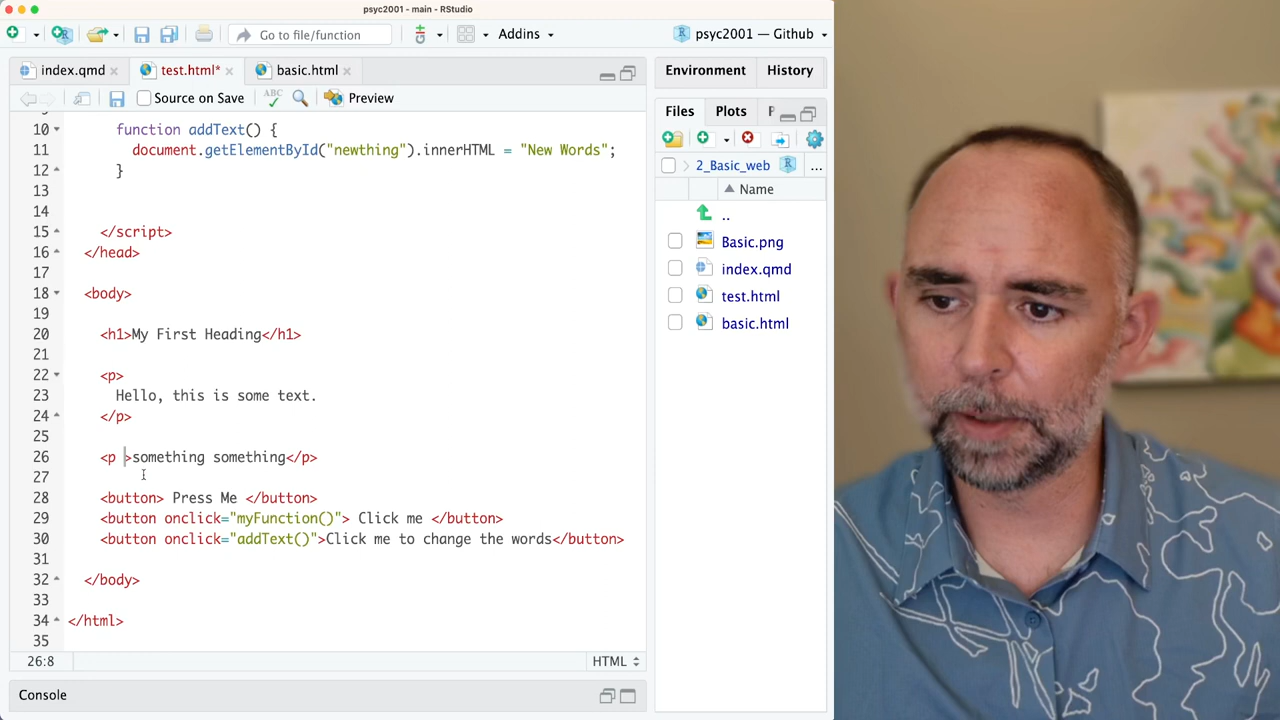 psyc2001 - main - RStudio
Go to file/function
Addins
psyc2001 — Github
index.qmd
test.html*
basic.html
Source on Save
ABC
Preview
10 function addText() {
11 document.getElementById("newthing").innerHTML = "New Words";
12 }
13
14
15 </script>
16 </head>
17
18 <body>
19
20 <h1>My First Heading</h1>
21
22 <p>
23 Hello, this is some text.
24 </p>
25
26 <p >something something</p>
27
28 <button> Press Me </button>
29 <button onclick="myFunction()"> Click me </button>
30 <button onclick="addText()">Click me to change the words</button>
31
32 </body>
33
34 </html>
35
26:8
HTML
Console
Environment
History
Files
Plots
P
2_Basic_web
...
Name
..
Basic.png
index.qmd
test.html
basic.html